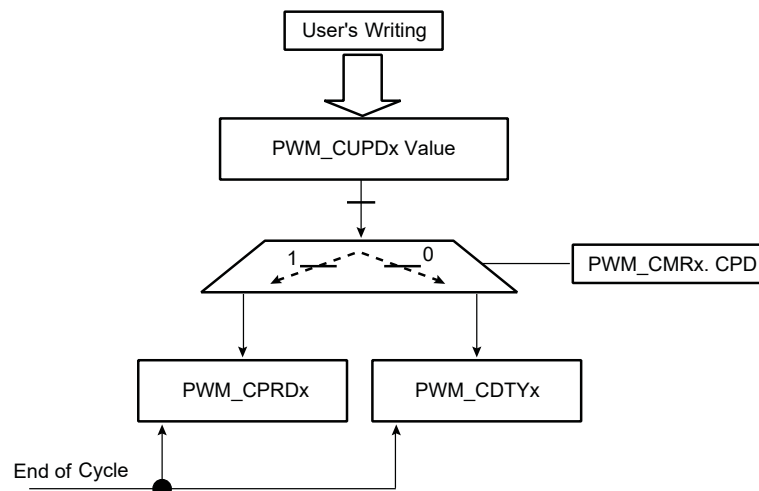 User's Writing
PWM_CUPDx Value
1
0
PWM_CMRx. CPD
PWM_CPRDx
PWM_CDTYx
End of Cycle